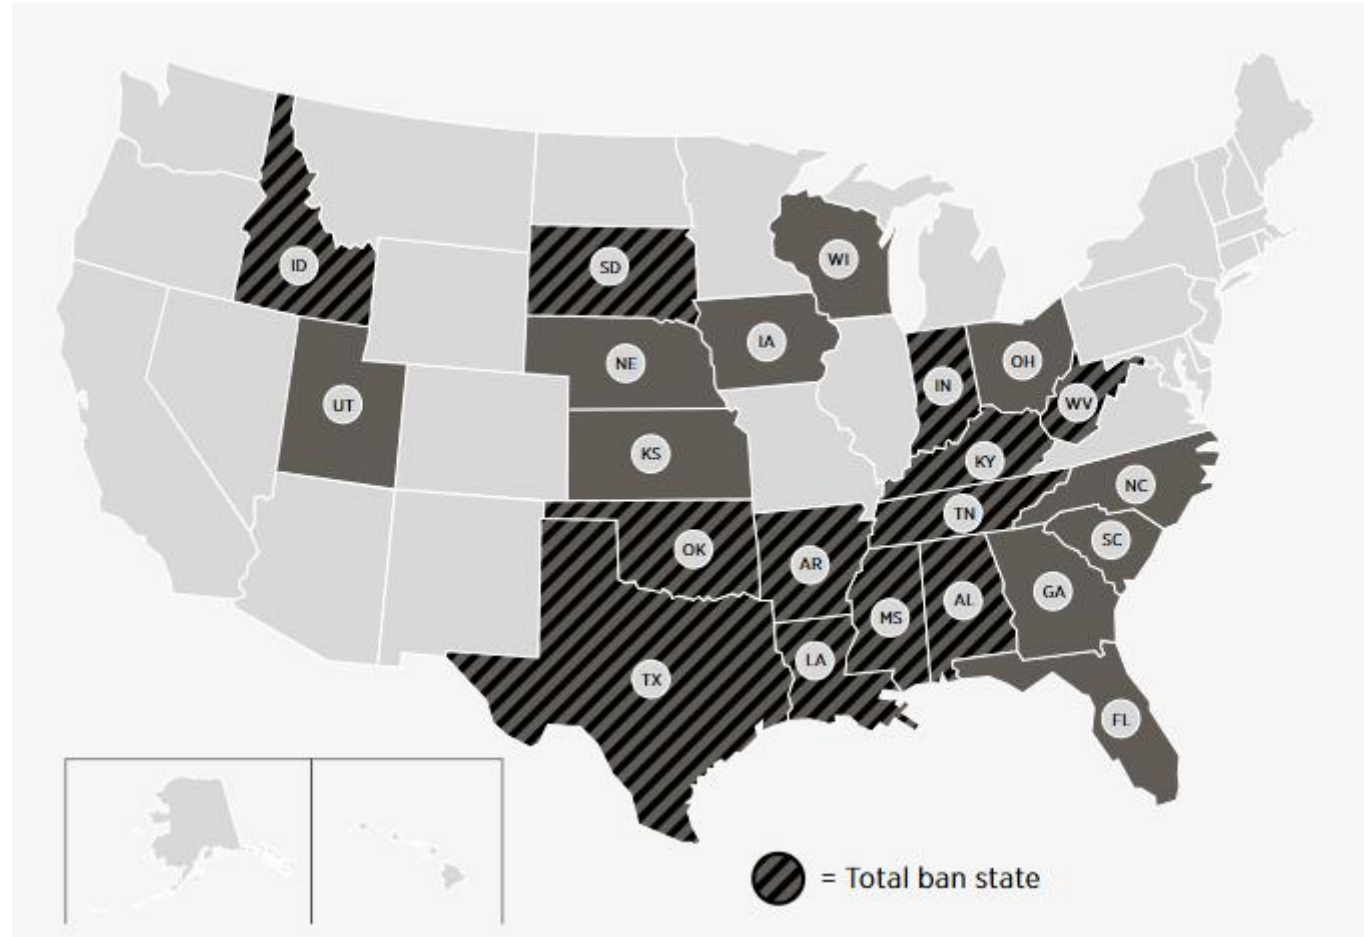 WI
ID
SD
IA
OH
NE
IN
UT
WV
KS
KY
NC
TN
SC
OK
AR
GA
AL
MS
LA
TX
FL
= Total ban state